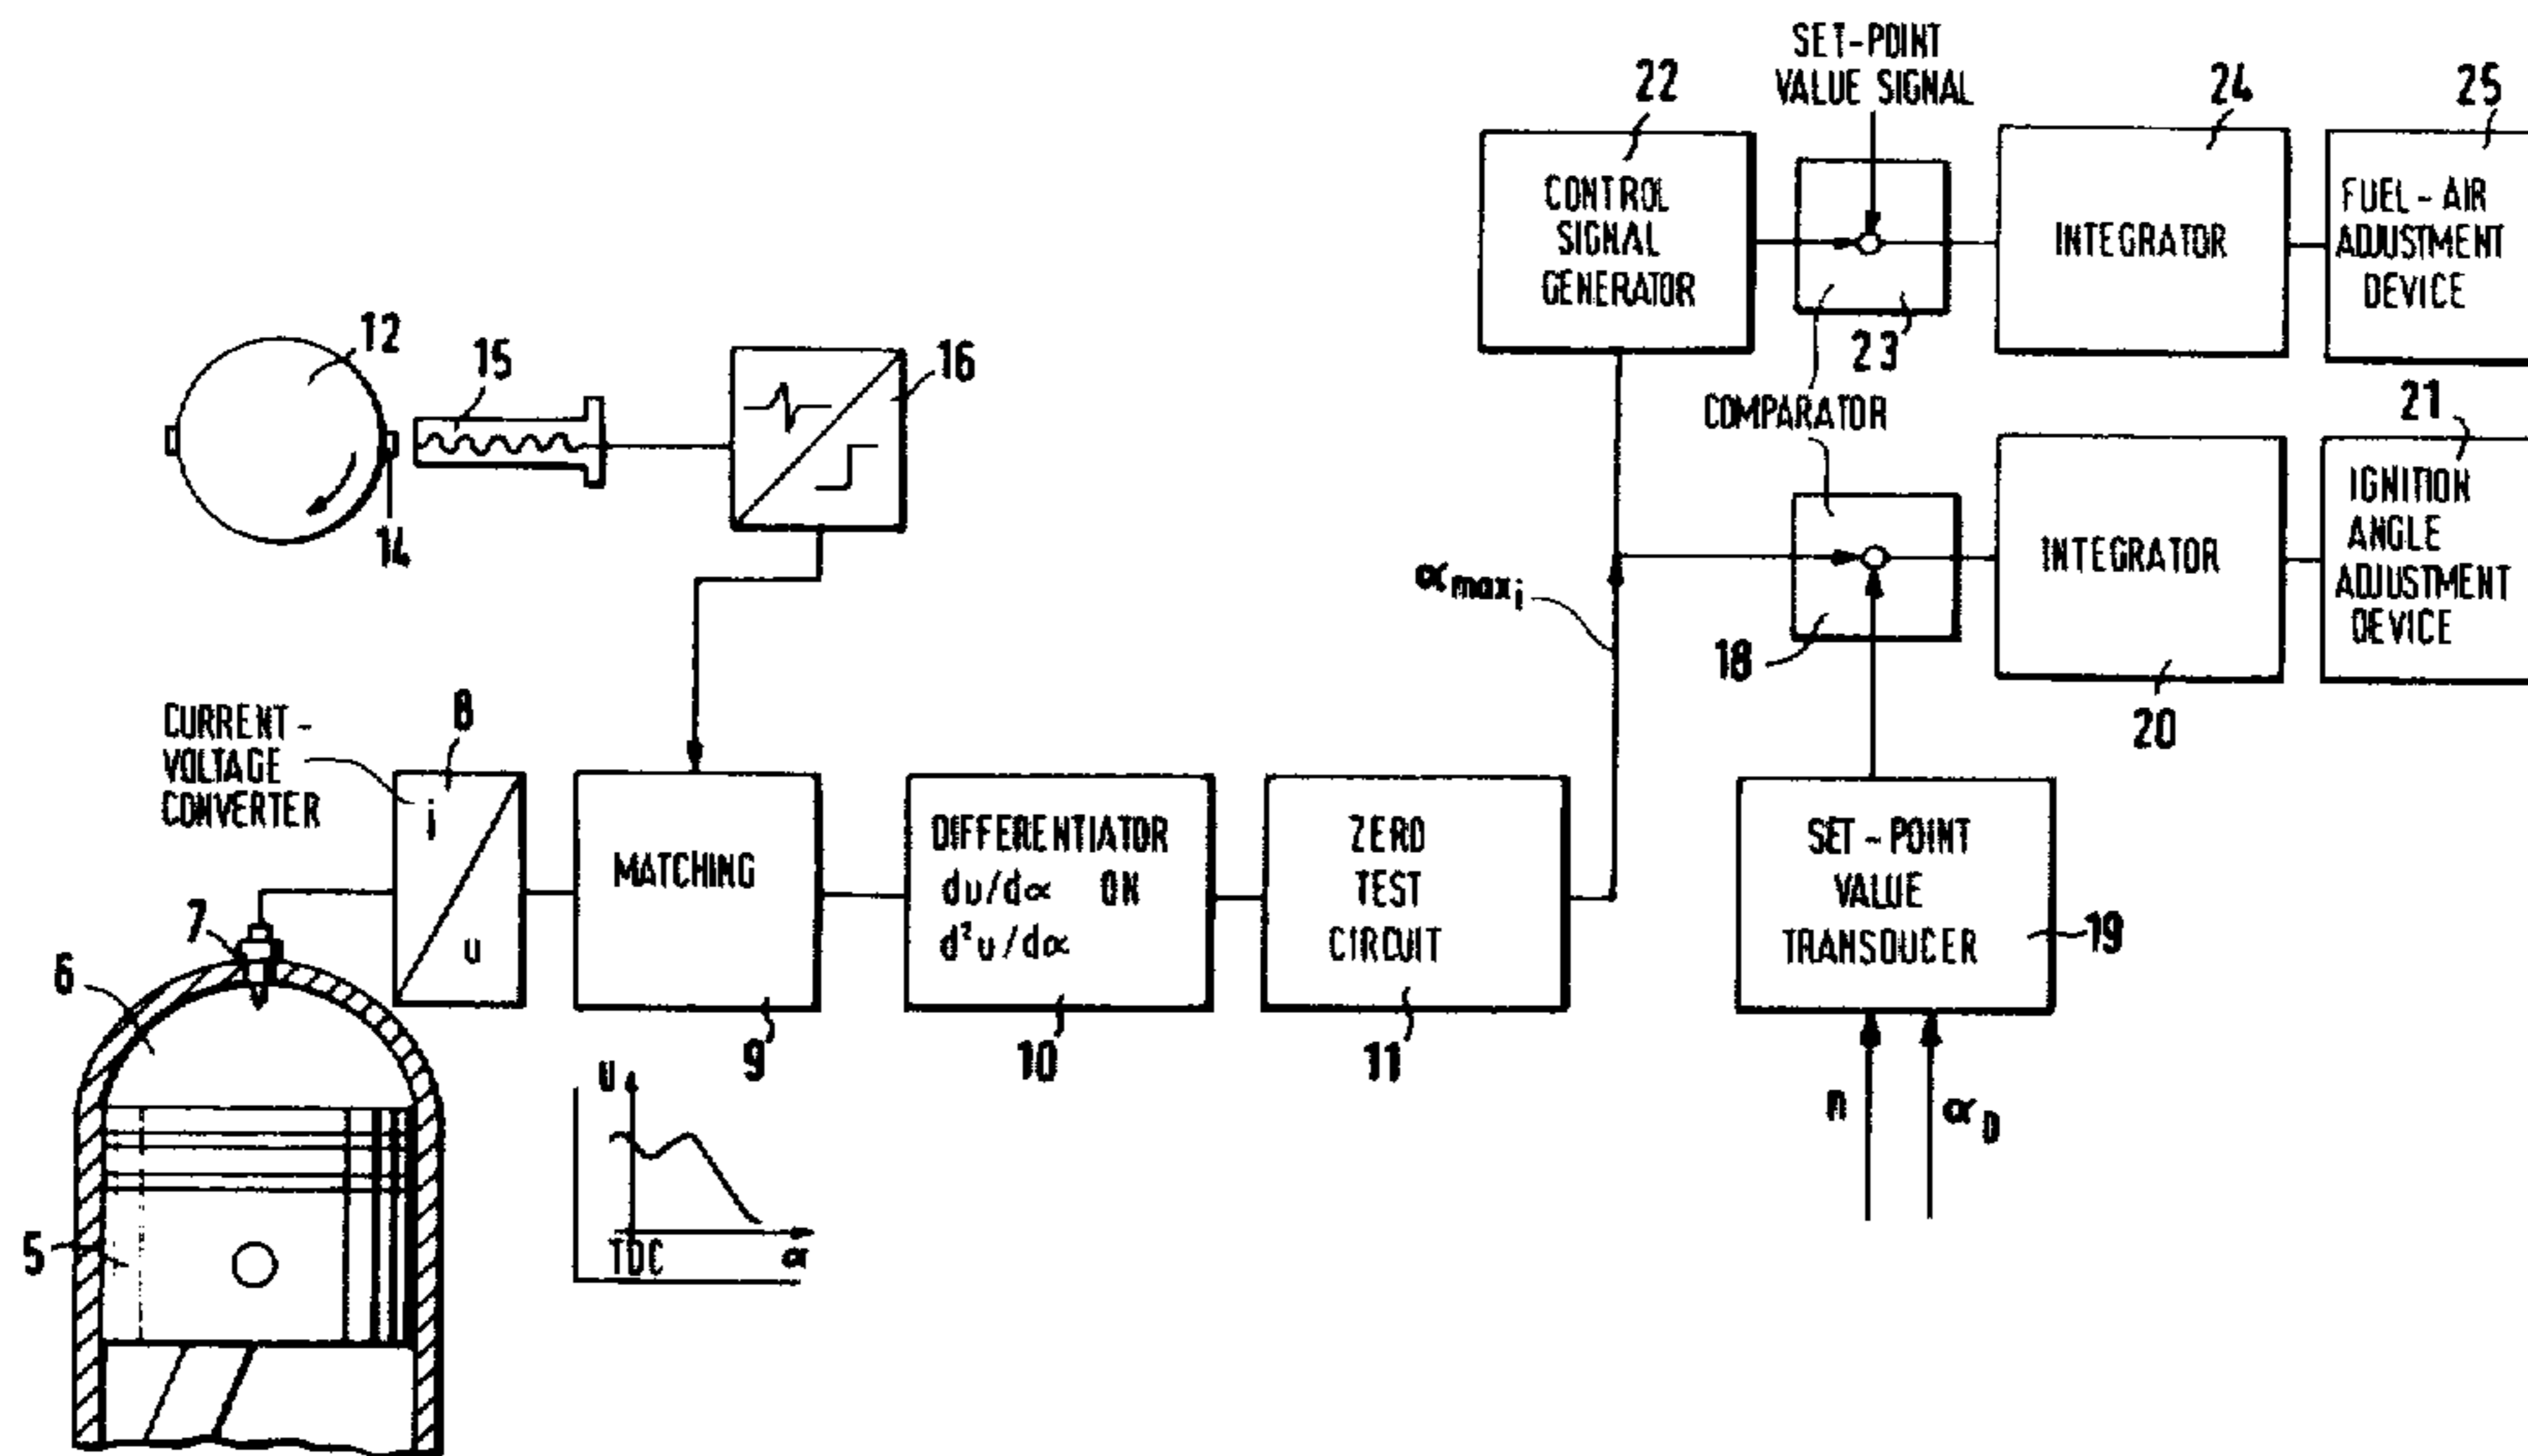 SET-POINT
VALUE SIGNAL
22
24
25
CONTROL
SIGNAL
GENERATOR
INTEGRATOR
FUEL-AIR
ADJUSTMENT
DEVICE
23
12
15
16
14
COMPARATOR
21
INTEGRATOR
IGNITION
ANGLE
ADJUSTMENT
DEVICE
αmaxi
18
20
CURRENT-
VOLTAGE
CONVERTER
8
i
u
MATCHING
DIFFERENTIATOR
du/dα ON
d²u/dα
ZERO
TEST
CIRCUIT
SET-POINT
VALUE
TRANSDUCER
19
7
6
9
10
11
U
TDC
α
n
αD
5